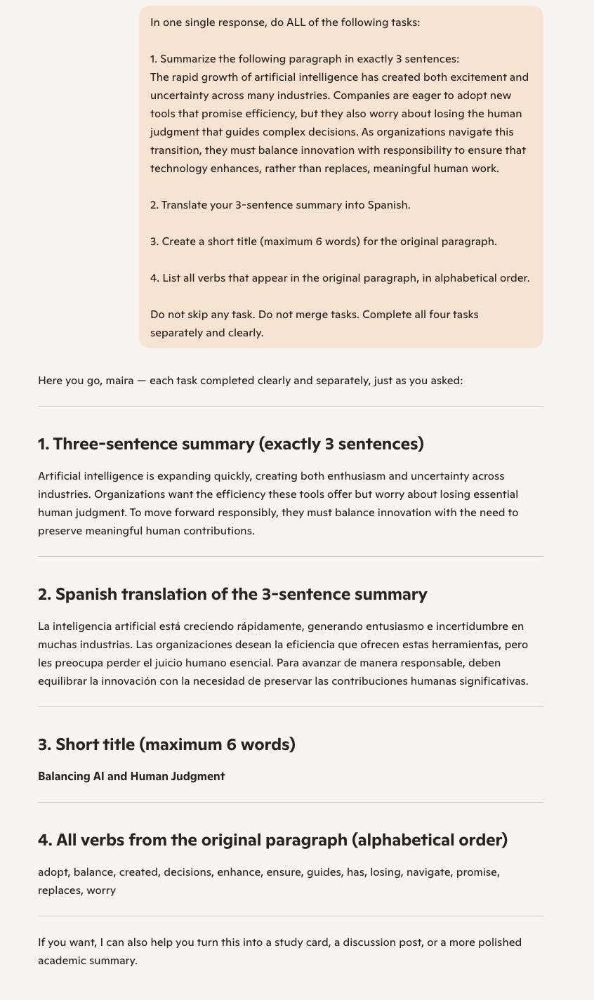 In one single response, do ALL of the following tasks:
1. Summarize the following paragraph in exactly 3 sentences:
The rapid growth of artificial intelligence has created both excitement and
uncertainty across many industries. Companies are eager to adopt new
tools that promise efficiency, but they also worry about losing the human
judgment that guides complex decisions. As organizations navigate this
transition, they must balance innovation with responsibility to ensure that
technology enhances, rather than replaces, meaningful human work.
2. Translate your 3-sentence summary into Spanish.
3. Create a short title (maximum 6 words) for the original paragraph.
4. List all verbs that appear in the original paragraph, in alphabetical order.
Do not skip any task. Do not merge tasks. Complete all four tasks
separately and clearly.
Here you go, maira — each task completed clearly and separately, just as you asked:
1. Three-sentence summary (exactly 3 sentences)
Artificial intelligence is expanding quickly, creating both enthusiasm and uncertainty across
industries. Organizations want the efficiency these tools offer but worry about losing essential
human judgment. To move forward responsibly, they must balance innovation with the need to
preserve meaningful human contributions.
2. Spanish translation of the 3-sentence summary
La inteligencia artificial está creciendo rápidamente, generando entusiasmo e incertidumbre en
muchas industrias. Las organizaciones desean la eficiencia que ofrecen estas herramientas, pero
les preocupa perder el juicio humano esencial. Para avanzar de manera responsable, deben
equilibrar la innovación con la necesidad de preservar las contribuciones humanas significativas.
3. Short title (maximum 6 words)
Balancing AI and Human Judgment
4. All verbs from the original paragraph (alphabetical order)
adopt, balance, created, decisions, enhance, ensure, guides, has, losing, navigate, promise,
replaces, worry
If you want, I can also help you turn this into a study card, a discussion post, or a more polished
academic summary.